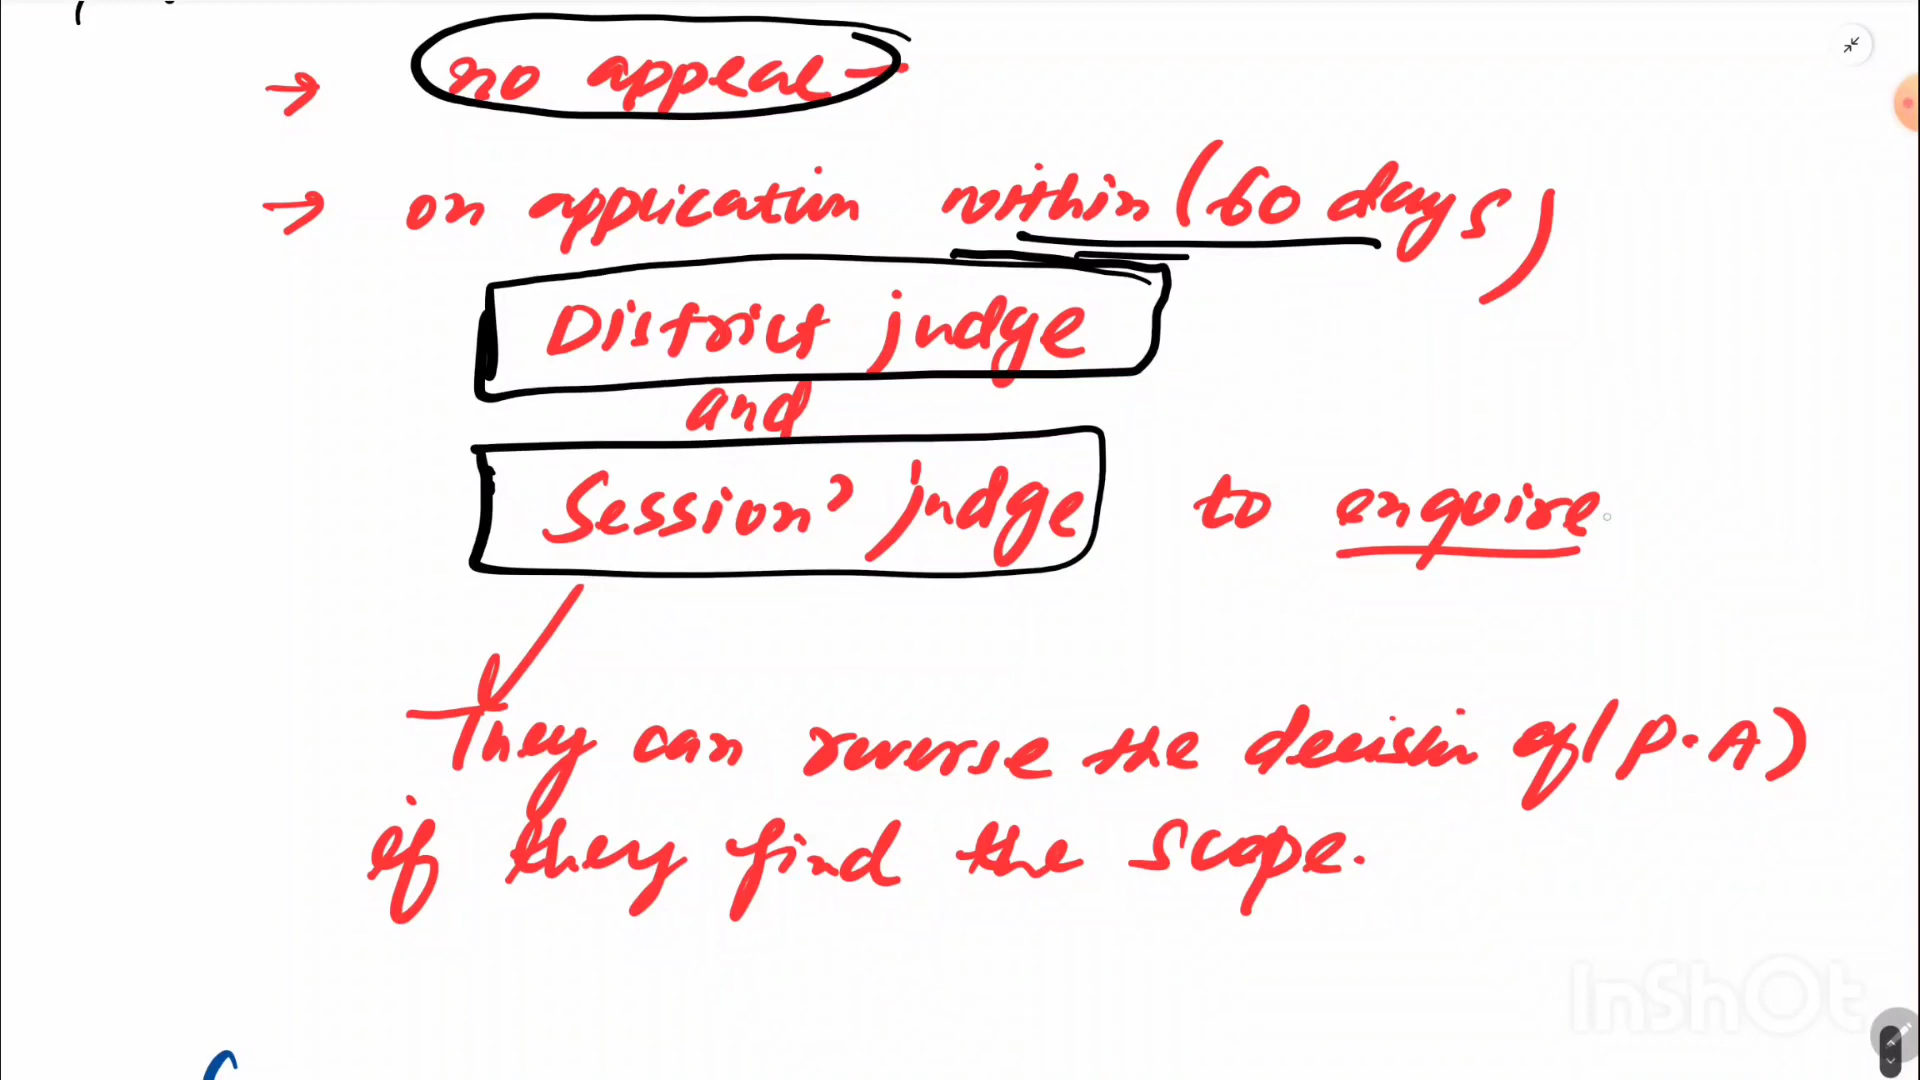 → no appeal -
→ on application within (60 days)
District judge
and
Session' judge to enquire
They can reverse the decision of (P.A)
if they find the scope.
InShOt